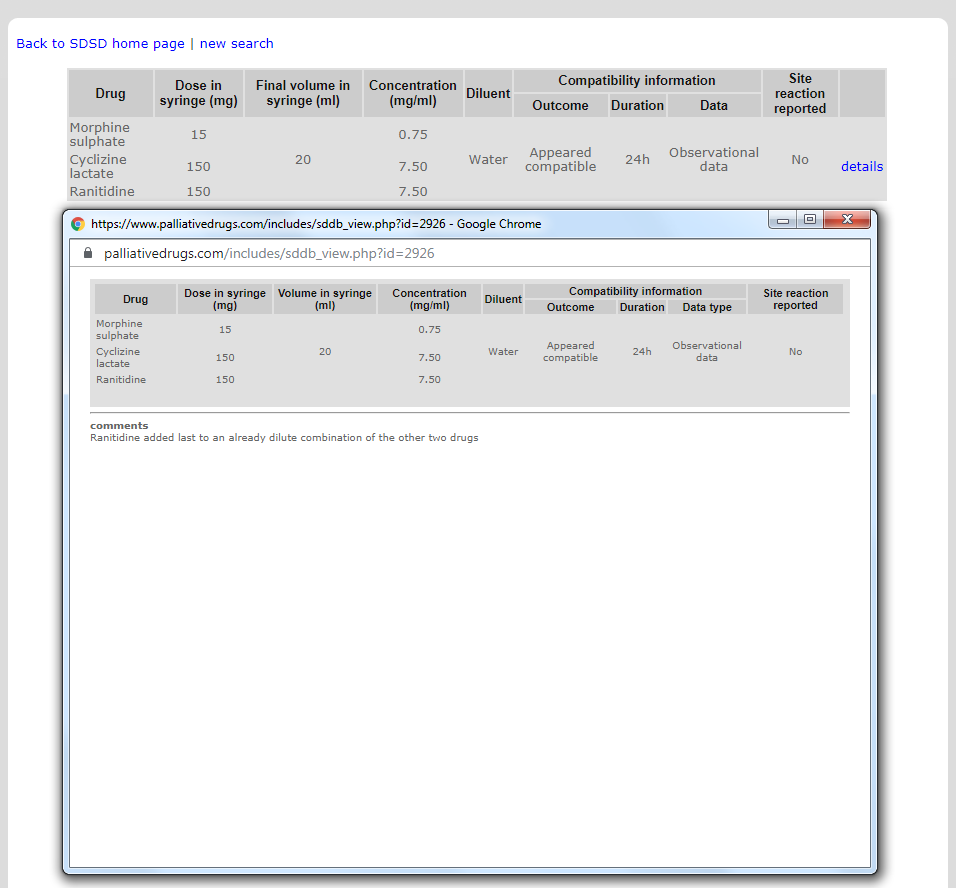 Back to SDSD home page | new search
Drug Dose in syringe (mg) Final volume in syringe (ml) Concentration (mg/ml) Diluent Compatibility information Site reaction reported
Outcome Duration Data
Morphine sulphate 15 0.75
Cyclizine lactate 150 20 7.50 Water Appeared compatible 24h Observational data No details
Ranitidine 150 7.50
https://www.palliativedrugs.com/includes/sddb_view.php?id=2926 - Google Chrome
palliativedrugs.com/includes/sddb_view.php?id=2926
Drug Dose in syringe (mg) Volume in syringe (ml) Concentration (mg/ml) Diluent Compatibility information Site reaction reported
Outcome Duration Data type
Morphine sulphate 15 0.75
Cyclizine lactate 150 20 7.50 Water Appeared compatible 24h Observational data No
Ranitidine 150 7.50
comments
Ranitidine added last to an already dilute combination of the other two drugs